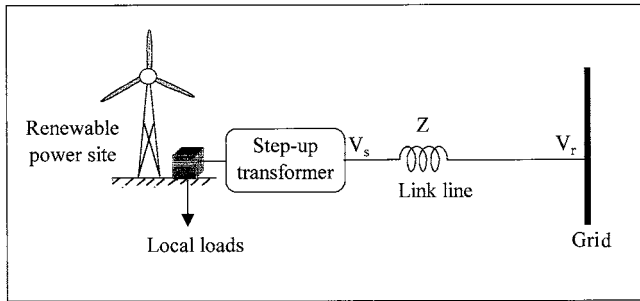 Renewable
power site
Local loads
Step-up
transformer
Vs
Z
Link line
Vr
Grid